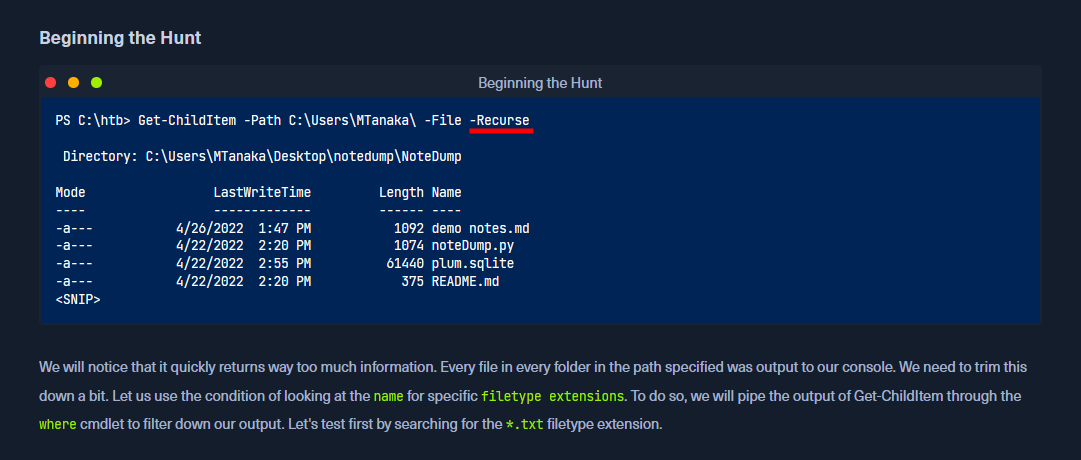 Beginning the Hunt
Beginning the Hunt
PS C:\htb> Get-ChildItem -Path C:\Users\MTanaka\ -File -Recurse
Directory: C:\Users\MTanaka\Desktop\notedump\NoteDump
Mode                 LastWriteTime         Length Name
----                 -------------         ------ ----
-a---           4/26/2022  1:47 PM           1092 demo notes.md
-a---           4/22/2022  2:20 PM           1074 noteDump.py
-a---           4/22/2022  2:55 PM          61440 plum.sqlite
-a---           4/22/2022  2:20 PM            375 README.md
<SNIP>
We will notice that it quickly returns way too much information. Every file in every folder in the path specified was output to our console. We need to trim this
down a bit. Let us use the condition of looking at the name for specific filetype extensions. To do so, we will pipe the output of Get-ChildItem through the
where cmdlet to filter down our output. Let's test first by searching for the *.txt filetype extension.